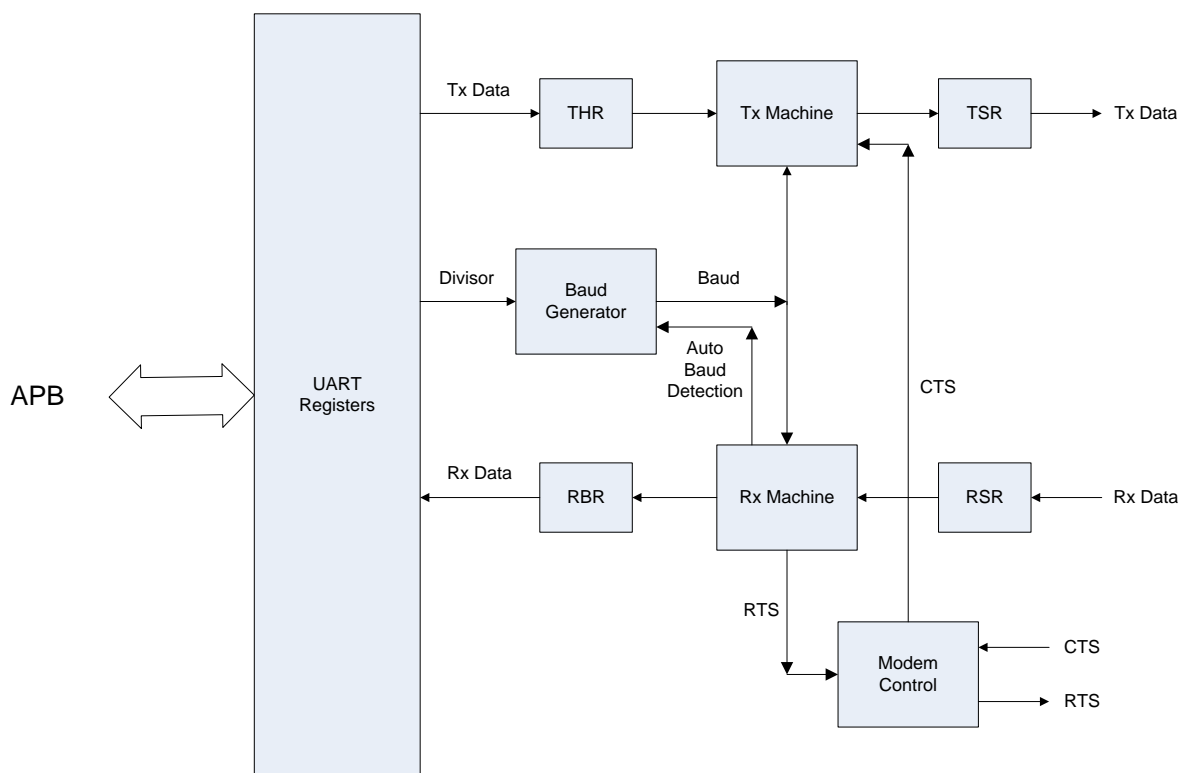 Tx Data
THR
Tx Machine
TSR
Tx Data
Divisor
Baud
Generator
Baud
Auto
Baud
Detection
CTS
APB
UART
Registers
Rx Data
RBR
Rx Machine
RSR
Rx Data
RTS
Modem
Control
CTS
RTS